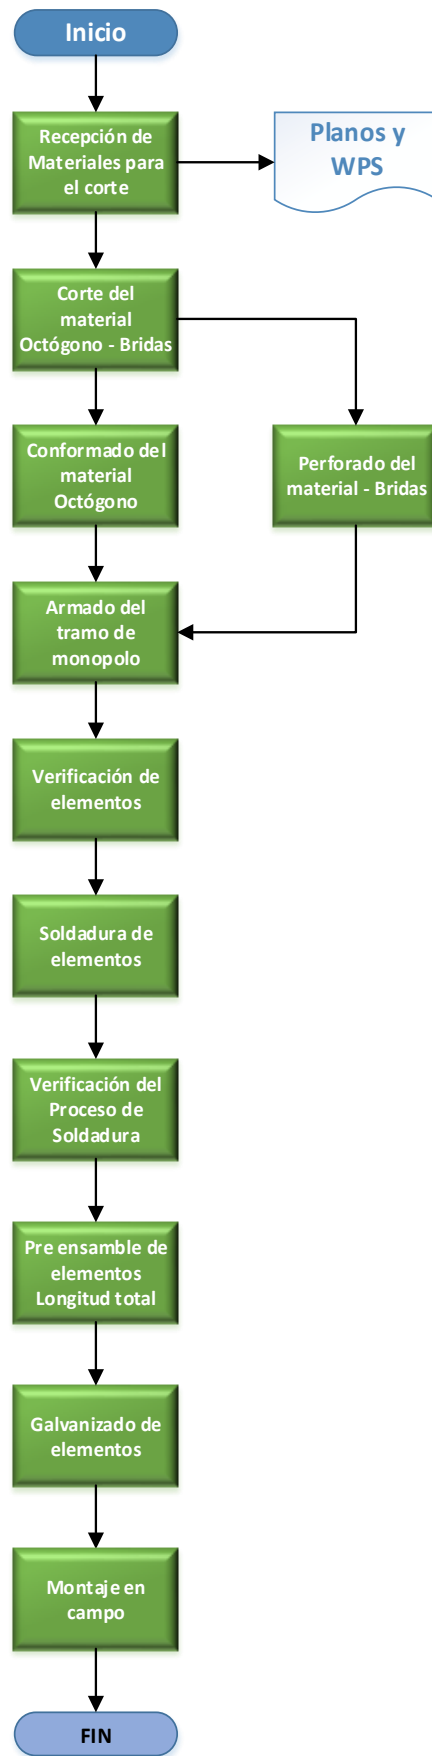 Inicio
Recepción de
Materiales para
el corte
Planos y
WPS
Corte del
material
Octógono - Bridas
Conformado del
material
Octógono
Perforado del
material - Bridas
Armado del
tramo de
monopolo
Verificación de
elementos
Soldadura de
elementos
Verificación del
Proceso de
Soldadura
Pre ensamble de
elementos
Longitud total
Galvanizado de
elementos
Montaje en
campo
FIN